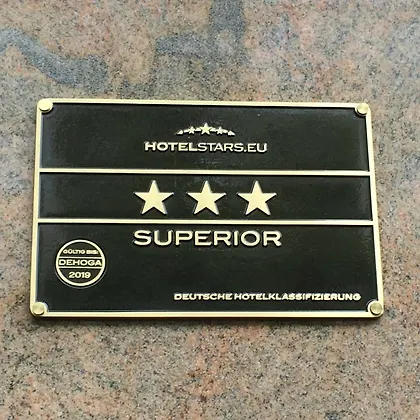 HOTELSTARS.EU
SUPERIOR
GÜLTIG BIS:
DEHOGA
2019
DEUTSCHE HOTELKLASSIFIZIERUNG